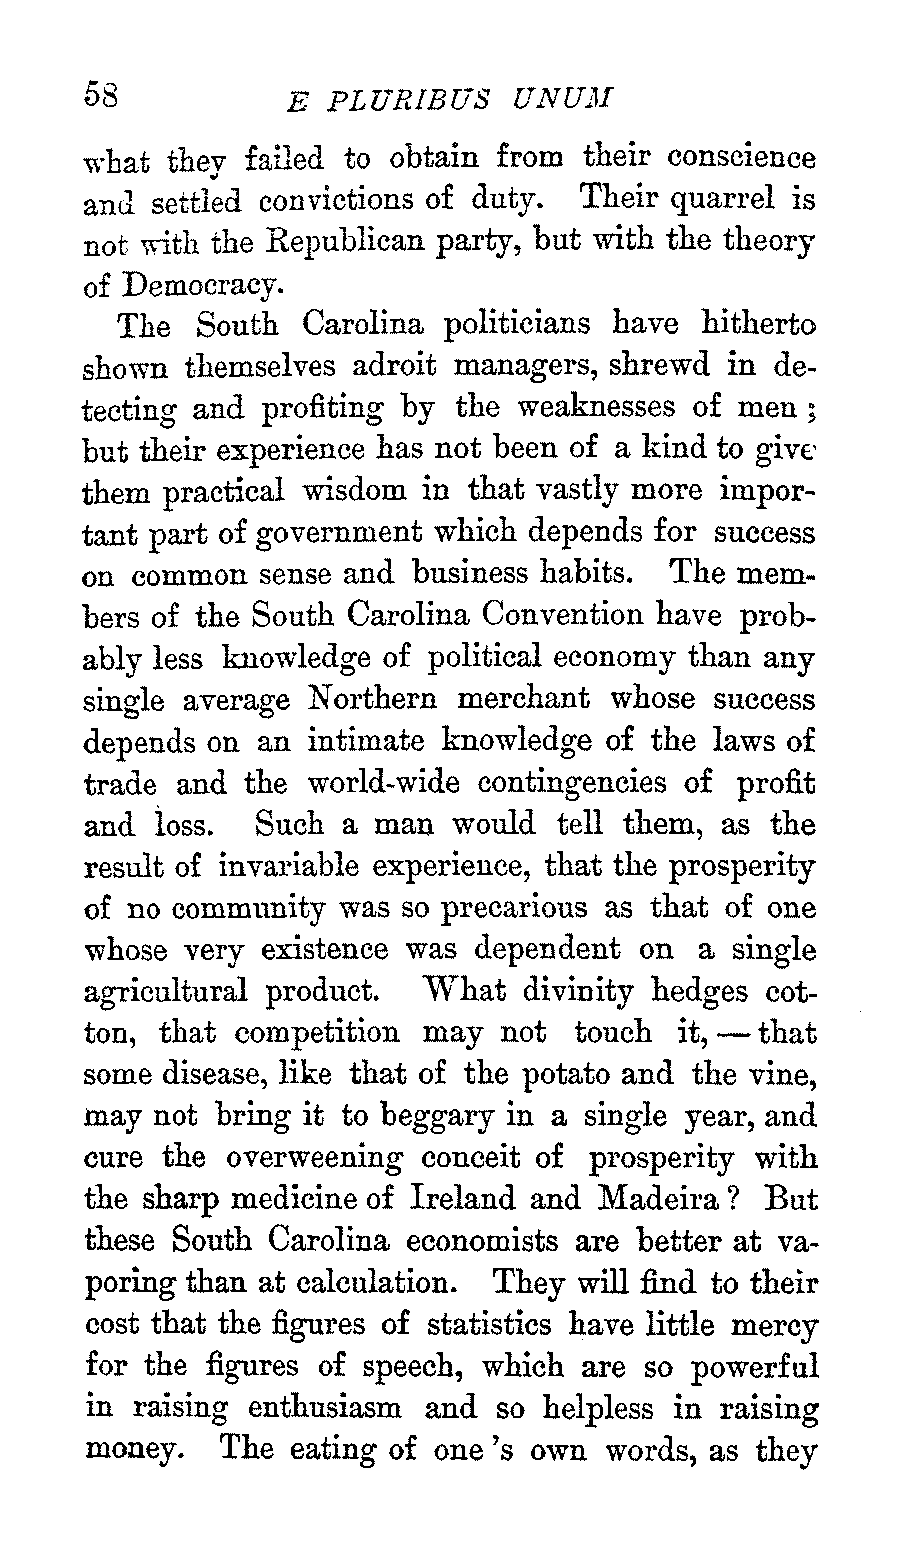 58 E PLURIBUS UNUM
what they failed to obtain from their conscience
and settled convictions of duty. Their quarrel is
not with the Republican party, but with the theory
of Democracy.
The South Carolina politicians have hitherto
shown themselves adroit managers, shrewd in de-
tecting and profiting by the weaknesses of men ;
but their experience has not been of a kind to give
them practical wisdom in that vastly more impor-
tant part of government which depends for success
on common sense and business habits. The mem-
bers of the South Carolina Convention have prob-
ably less knowledge of political economy than any
single average Northern merchant whose success
depends on an intimate knowledge of the laws of
trade and the world-wide contingencies of profit
and loss. Such a man would tell them, as the
result of invariable experience, that the prosperity
of no community was so precarious as that of one
whose very existence was dependent on a single
agricultural product. What divinity hedges cot-
ton, that competition may not touch it, — that
some disease, like that of the potato and the vine,
may not bring it to beggary in a single year, and
cure the overweening conceit of prosperity with
the sharp medicine of Ireland and Madeira ? But
these South Carolina economists are better at va-
poring than at calculation. They will find to their
cost that the figures of statistics have little mercy
for the figures of speech, which are so powerful
in raising enthusiasm and so helpless in raising
money. The eating of one 's own words, as they